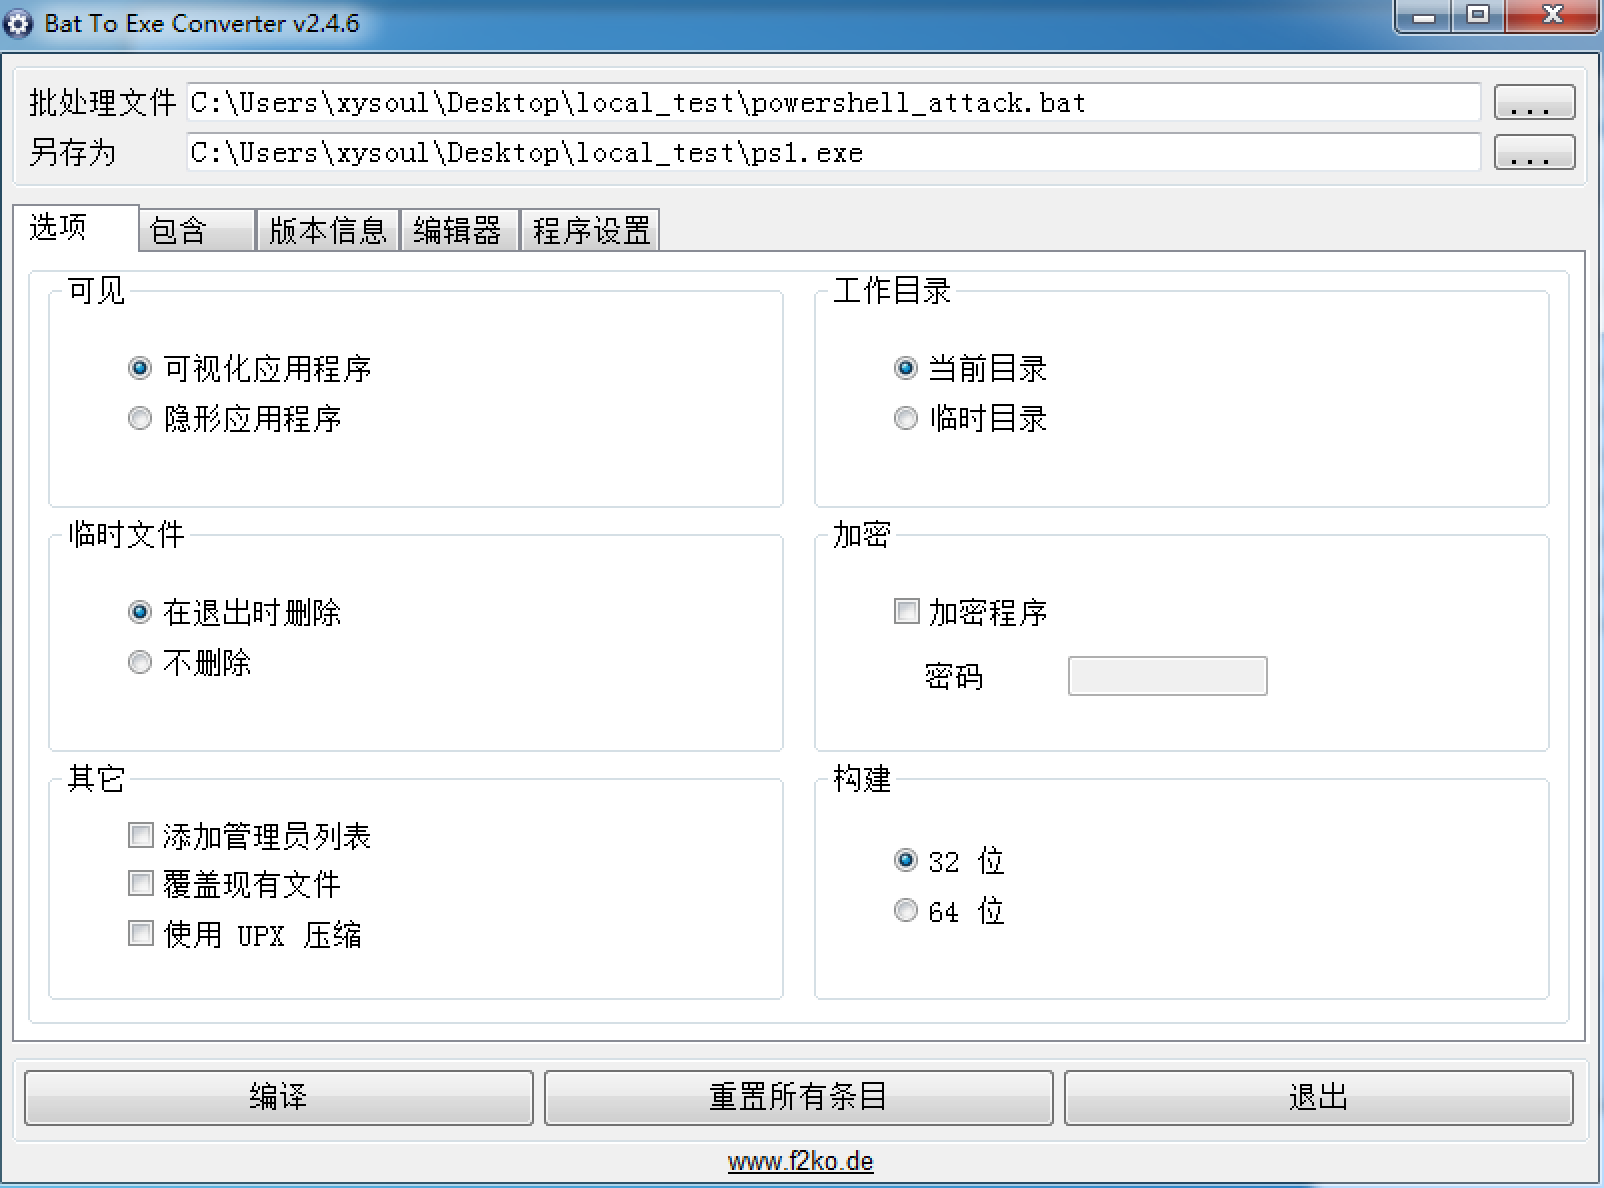 Bat To Exe Converter v2.4.6
批处理文件 C:\Users\xysoul\Desktop\local_test\powershell_attack.bat ...
另存为 C:\Users\xysoul\Desktop\local_test\ps1.exe ...
选项 包含 版本信息 编辑器 程序设置
可见
可视化应用程序
隐形应用程序
工作目录
当前目录
临时目录
临时文件
在退出时删除
不删除
加密
加密程序
密码
其它
添加管理员列表
覆盖现有文件
使用 UPX 压缩
构建
32 位
64 位
编译 重置所有条目 退出
www.f2ko.de